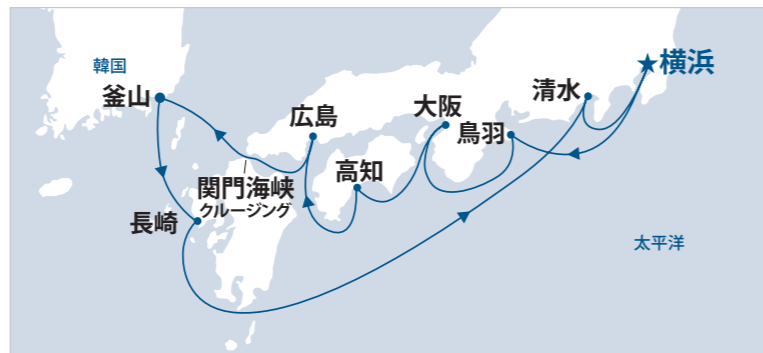 韓国
釜山
広島
大阪
鳥羽
清水
★横浜
高知
関門海峡
クルージング
長崎
太平洋